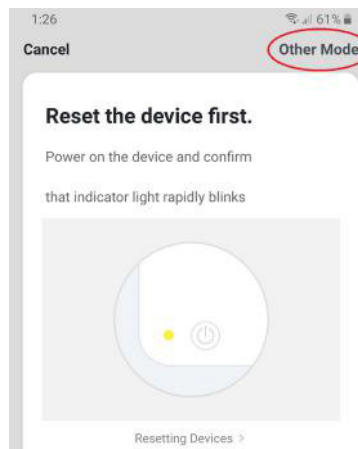 1:26 61%
Cancel Other Mode
Reset the device first.
Power on the device and confirm
that indicator light rapidly blinks
Resetting Devices >